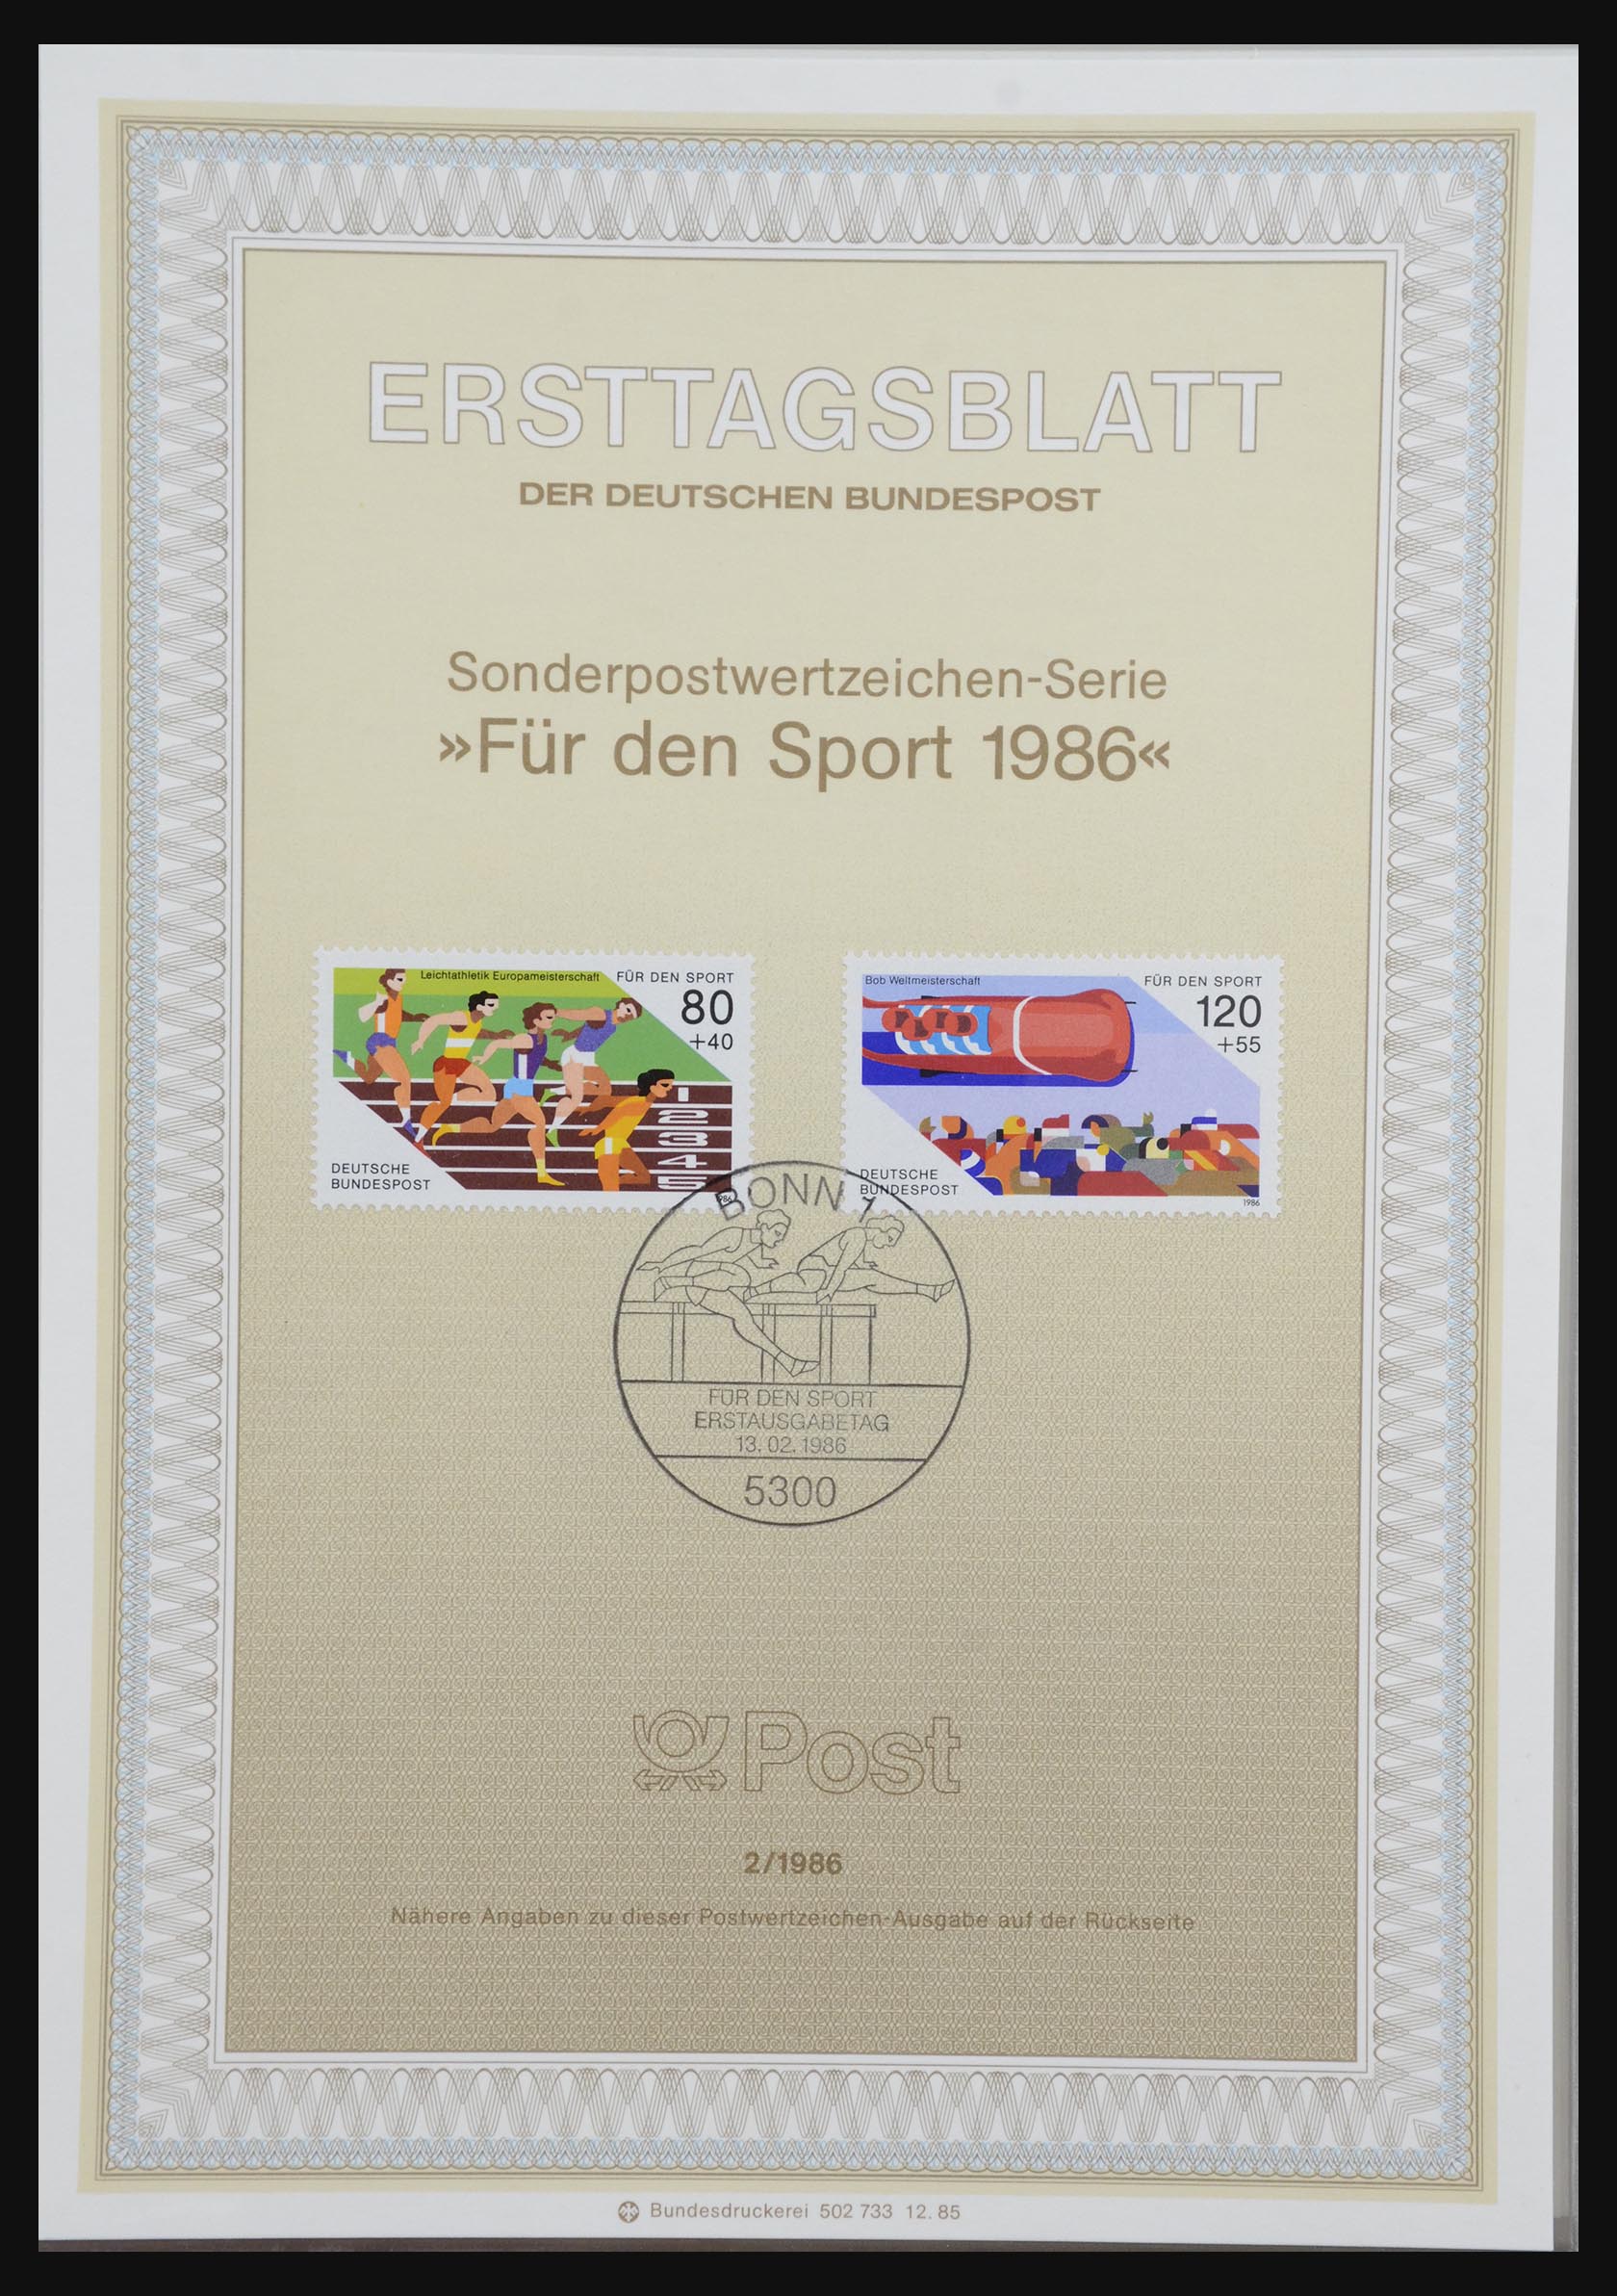 ERSTTAGSBLATT
DER DEUTSCHEN BUNDESPOST
Sonderpostwertzeichen-Serie
»Für den Sport 1986«
Leichtathletik Europameisterschaft
FÜR DEN SPORT
80
+40
1
2
3
4
5
DEUTSCHE
BUNDESPOST
1986
Bob Weltmeisterschaft
FÜR DEN SPORT
120
+55
DEUTSCHE
BUNDESPOST
1986
BONN 1
FÜR DEN SPORT
ERSTAUSGABETAG
13.02.1986
5300
Post
2/1986
Nähere Angaben zu dieser Postwertzeichen-Ausgabe auf der Rückseite
Bundesdruckerei 502 733 12.85